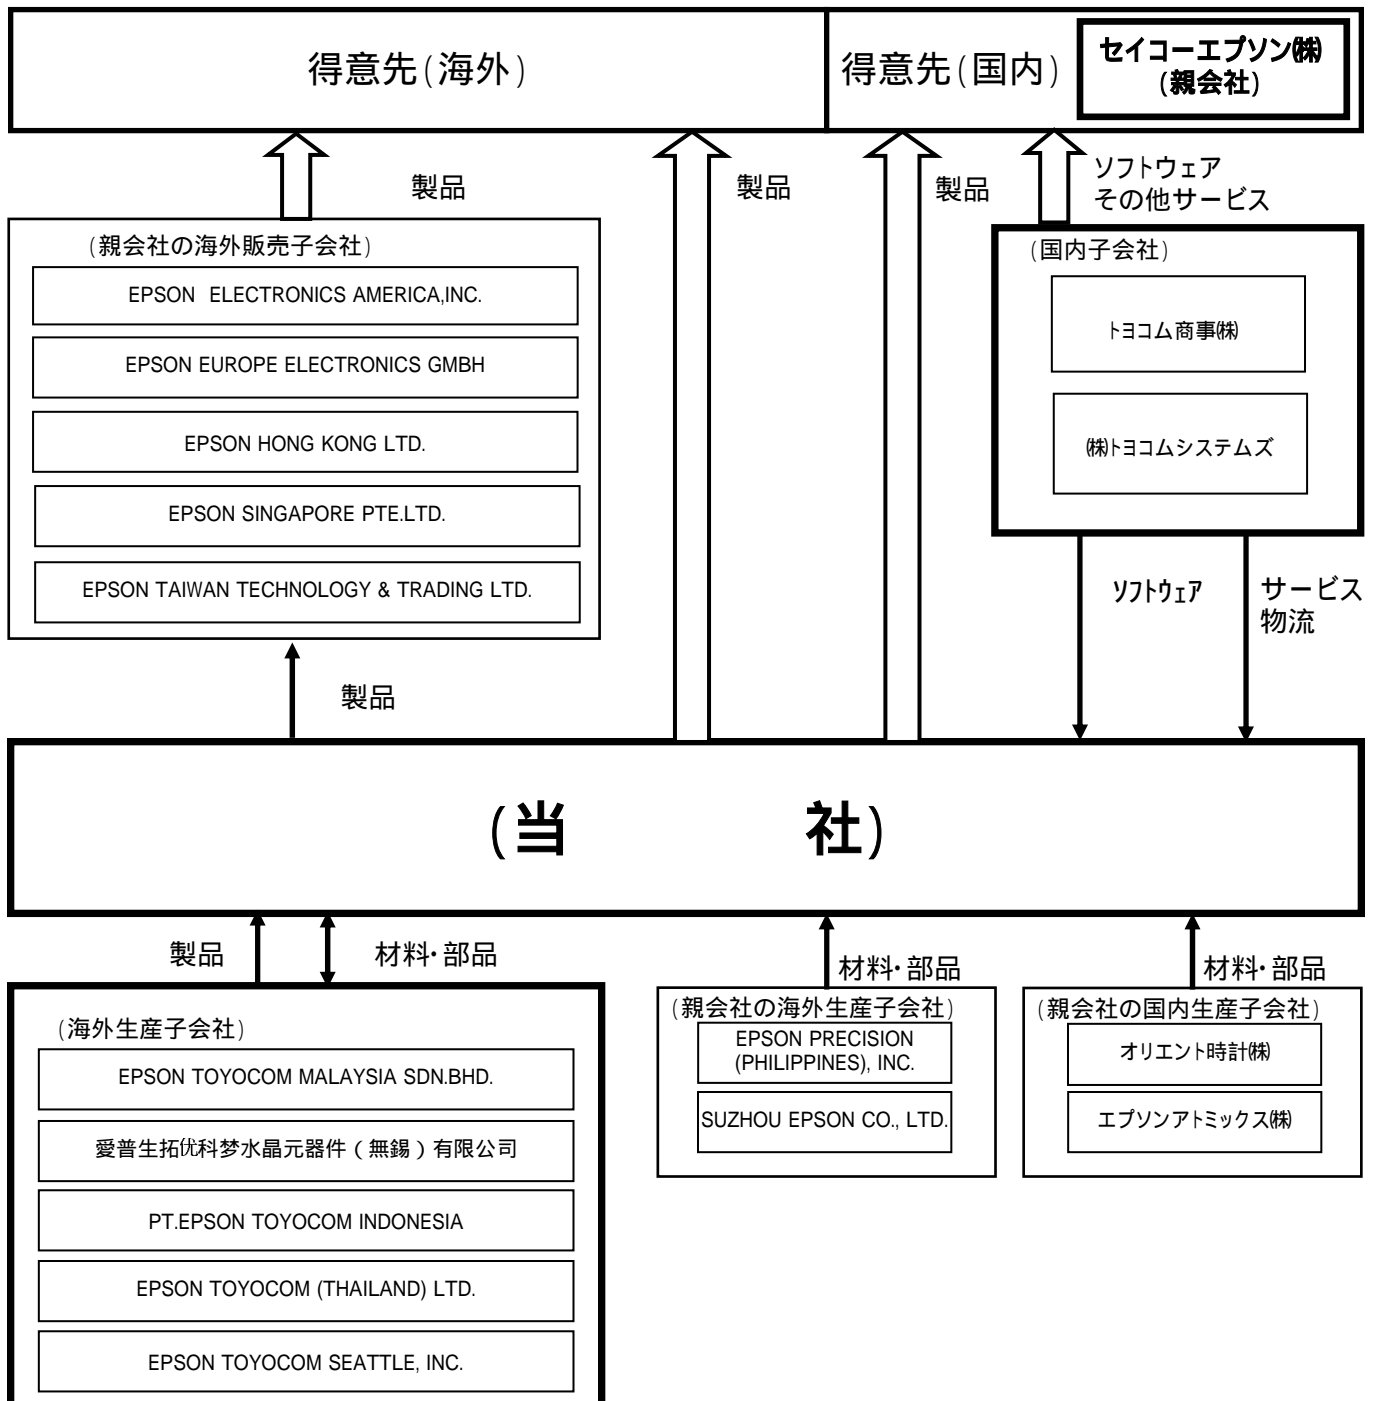 得意先(海外)
得意先(国内)
セイコーエプソン㈱
(親会社)
製品
製品
製品
ソフトウェア
その他サービス
(親会社の海外販売子会社)
EPSON ELECTRONICS AMERICA,INC.
EPSON EUROPE ELECTRONICS GMBH
EPSON HONG KONG LTD.
EPSON SINGAPORE PTE.LTD.
EPSON TAIWAN TECHNOLOGY & TRADING LTD.
(国内子会社)
トヨコム商事㈱
㈱トヨコムシステムズ
ソフトウェア
サービス
物流
製品
(当 社)
製品
材料・部品
材料・部品
材料・部品
(海外生産子会社)
EPSON TOYOCOM MALAYSIA SDN.BHD.
愛普生拓优科梦水晶元器件(無錫)有限公司
PT.EPSON TOYOCOM INDONESIA
EPSON TOYOCOM (THAILAND) LTD.
EPSON TOYOCOM SEATTLE, INC.
(親会社の海外生産子会社)
EPSON PRECISION
(PHILIPPINES), INC.
SUZHOU EPSON CO., LTD.
(親会社の国内生産子会社)
オリエント時計㈱
エプソンアトミックス㈱